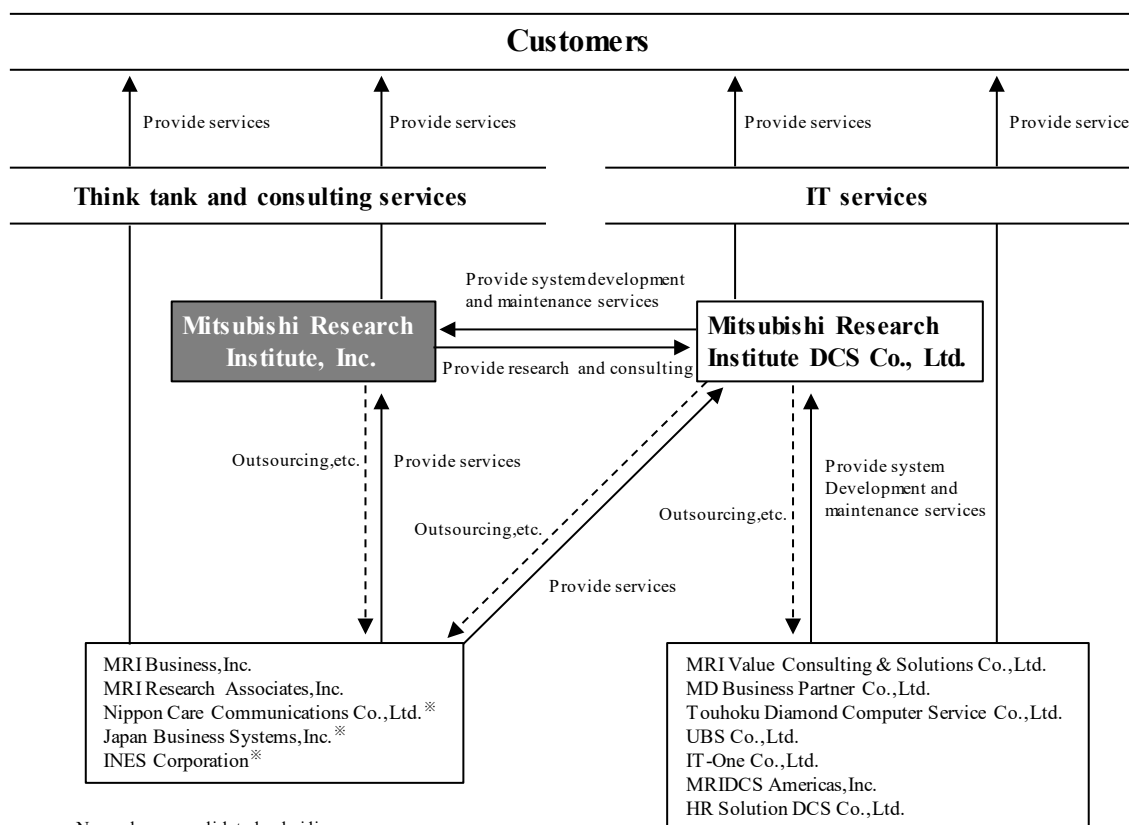 Customers
Provide services
Provide services
Provide services
Provide service
Think tank and consulting services
IT services
Provide system development
and maintenance services
Mitsubishi Research
Institute, Inc.
Mitsubishi Research
Institute DCS Co., Ltd.
Provide research and consulting
Outsourcing,etc.
Provide services
Provide system
Development and
maintenance services
Outsourcing,etc.
Outsourcing,etc.
Provide services
MRI Business,Inc.
MRI Research Associates,Inc.
Nippon Care Communications Co.,Ltd.※
Japan Business Systems,Inc.※
INES Corporation※
MRI Value Consulting & Solutions Co.,Ltd.
MD Business Partner Co.,Ltd.
Touhoku Diamond Computer Service Co.,Ltd.
UBS Co.,Ltd.
IT-One Co.,Ltd.
MRIDCS Americas,Inc.
HR Solution DCS Co.,Ltd.